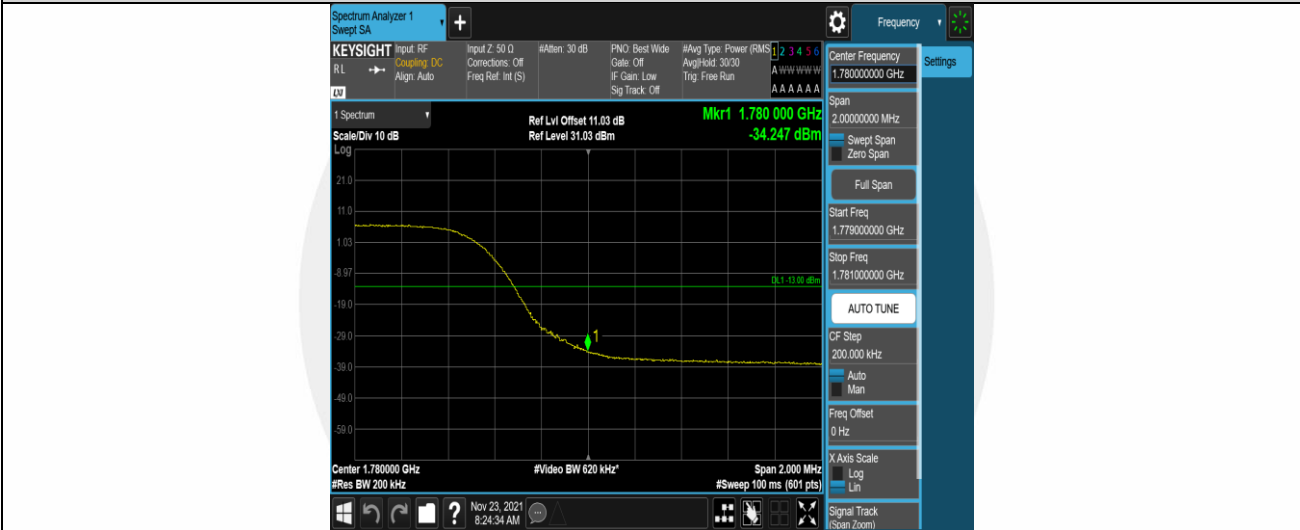 Spectrum Analyzer 1
Swept SA
+
Frequency
KEYSIGHT
R L
Input: RF
Coupling: DC
Align: Auto
Input Z: 50 Ω
Corrections: Off
Freq Ref: Int (S)
#Atten: 30 dB
PNO: Best Wide
Gate: Off
IF Gain: Low
Sig Track: Off
#Avg Type: Power (RMS
Avg|Hold: 30/30
Trig: Free Run
1 2 3 4 5 6
A W W W W W
A A A A A A
LXI
1 Spectrum
Scale/Div 10 dB
Log
Ref Lvl Offset 11.03 dB
Ref Level 31.03 dBm
Mkr1 1.780 000 GHz
-34.247 dBm
21.0
11.0
1.03
-8.97
-19.0
-29.0
-39.0
-49.0
-59.0
DL1 -13.00 dBm
1
Center 1.780000 GHz
#Res BW 200 kHz
#Video BW 620 kHz*
Span 2.000 MHz
#Sweep 100 ms (601 pts)
Nov 23, 2021
8:24:34 AM
?
Center Frequency
1.780000000 GHz
Settings
Span
2.00000000 MHz
Swept Span
Zero Span
Full Span
Start Freq
1.779000000 GHz
Stop Freq
1.781000000 GHz
AUTO TUNE
CF Step
200.000 kHz
Auto
Man
Freq Offset
0 Hz
X Axis Scale
Log
Lin
Signal Track
(Span Zoom)